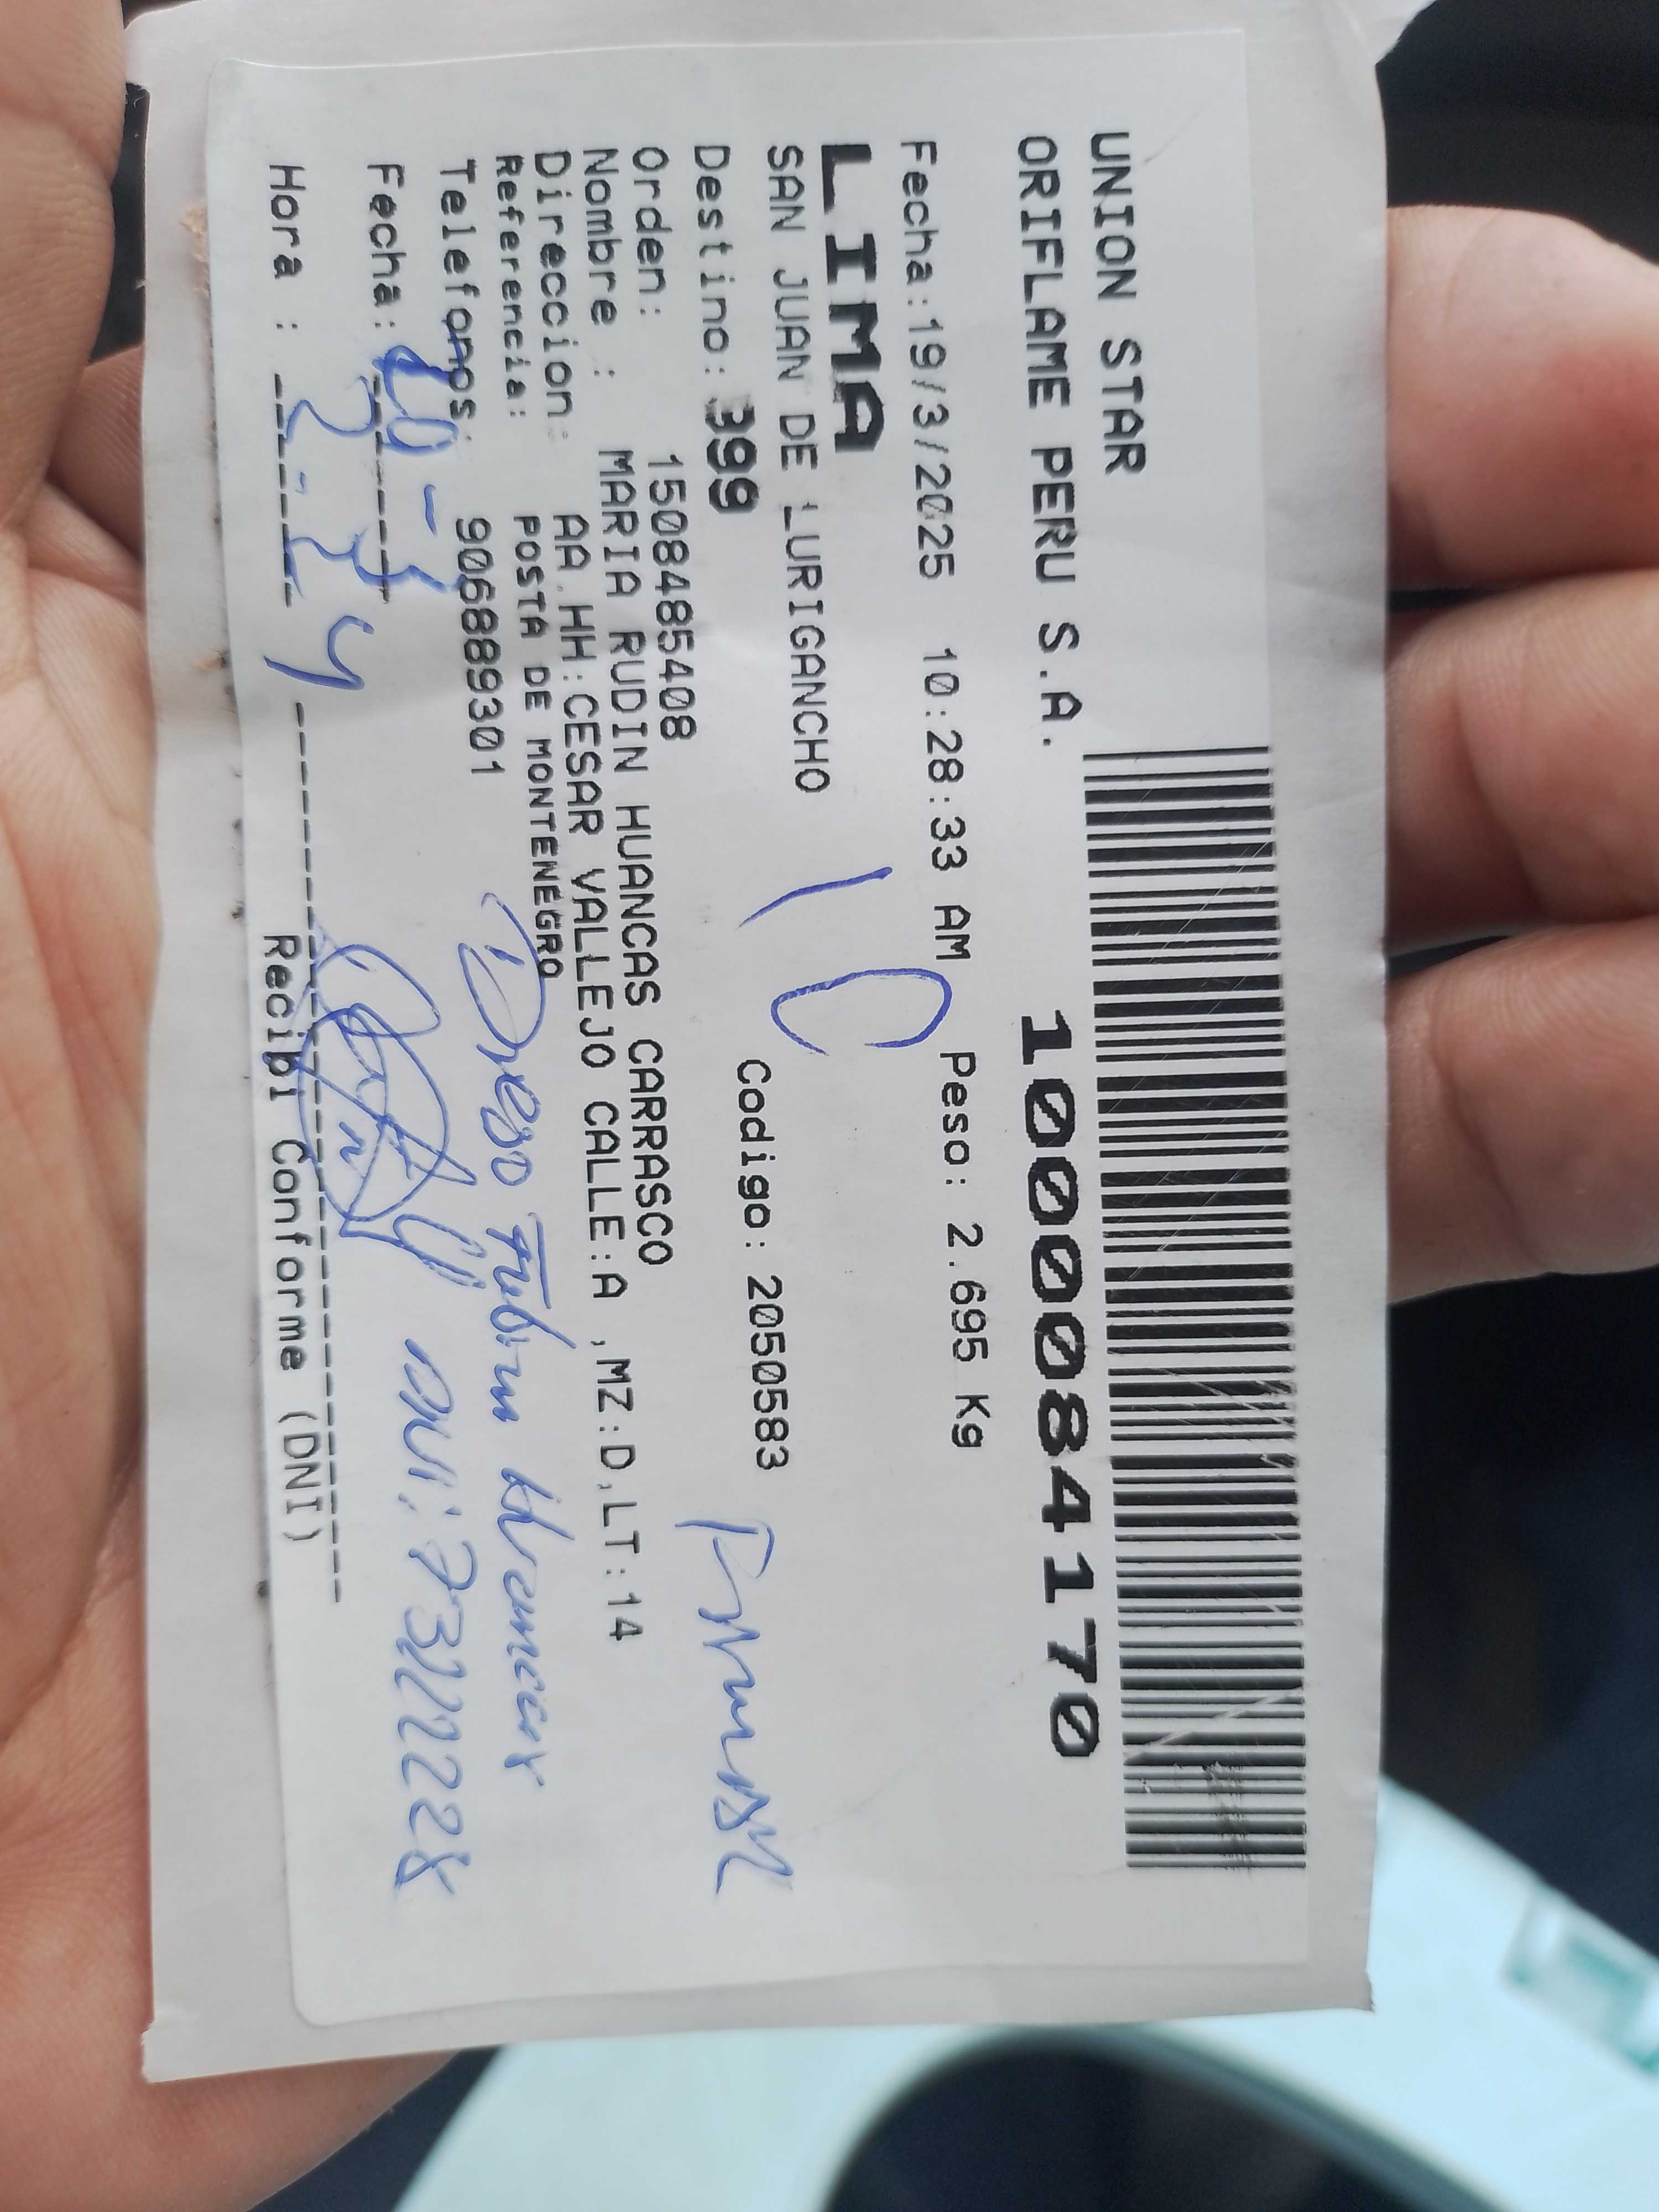 UNION STAR
ORIFLAME PERU S.A.
1000084170
Fecha:19/3/2025 10:28:33 AM Peso: 2.695 Kg
LIMA
SAN JUAN DE LURIGANCHO
Destino: 399 Codigo: 2050583
Orden: 1508485408
Nombre : MARIA RUDIN HUANCAS CARRASCO
Direccion: AA.HH:CESAR VALLEJO CALLE:A ,MZ:D,LT:14
Referencia: POSTA DE MONTENEGRO
Telefonos: 906889301
Fecha:
Hora :
Recibi Conforme (DNI)